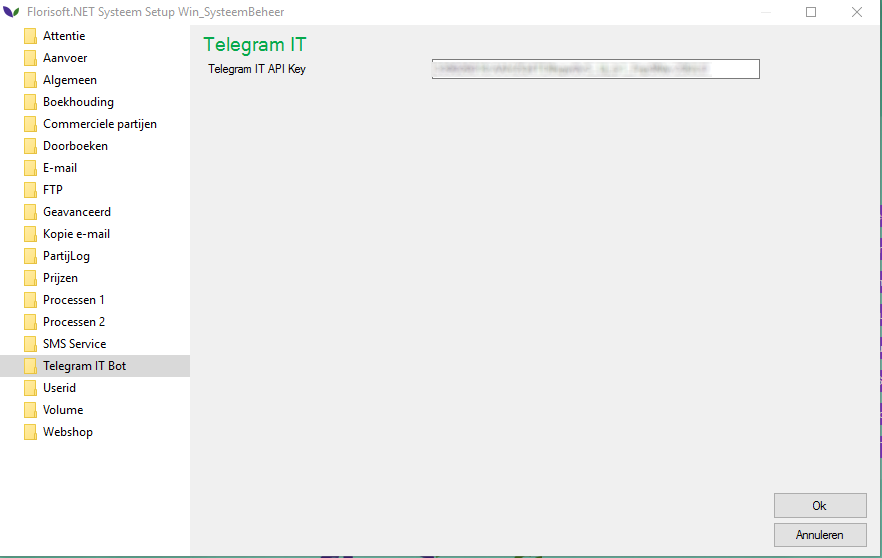 Florisoft.NET Systeem Setup Win_SysteemBeheer
Attentie
Aanvoer
Algemeen
Boekhouding
Commerciele partijen
Doorboeken
E-mail
FTP
Geavanceerd
Kopie e-mail
PartijLog
Prijzen
Processen 1
Processen 2
SMS Service
Telegram IT Bot
Userid
Volume
Webshop
Telegram IT
Telegram IT API Key
Ok
Annuleren